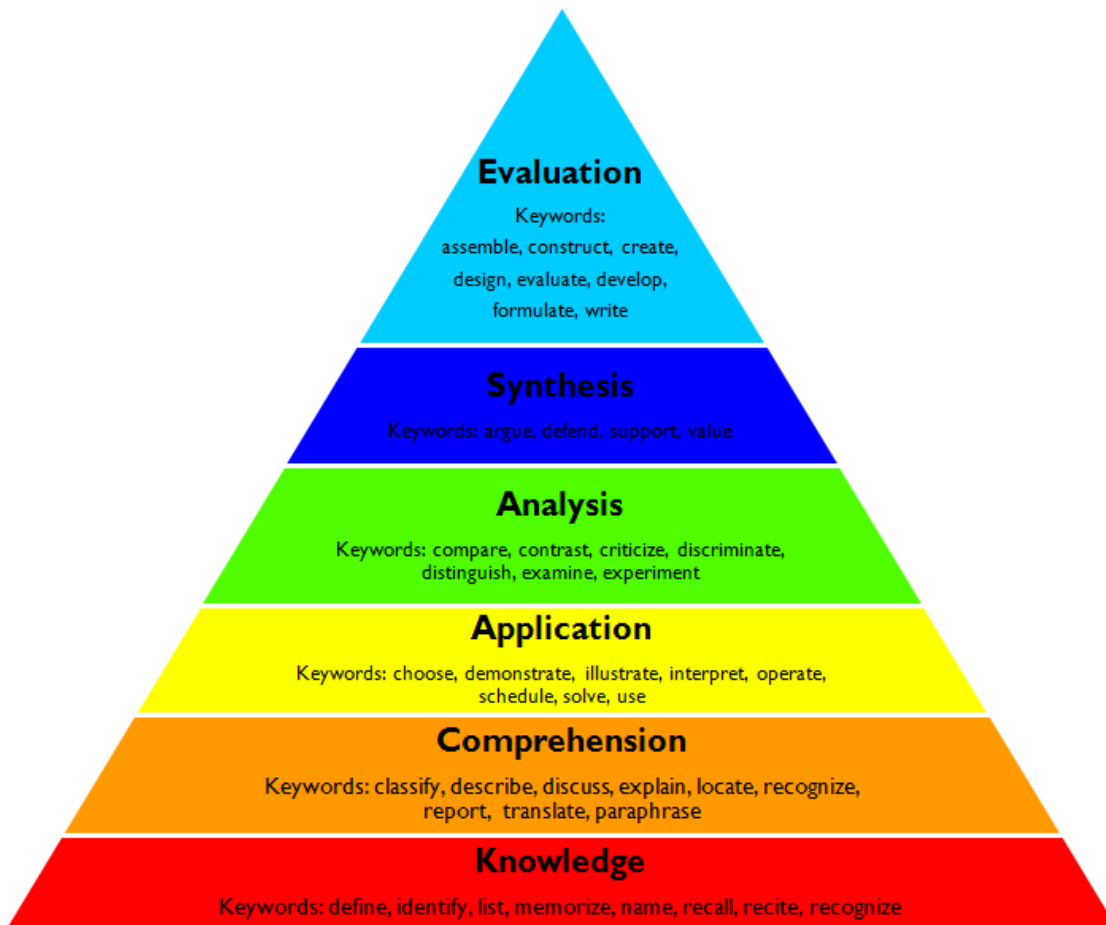 Evaluation
Keywords:
assemble, construct, create,
design, evaluate, develop,
formulate, write
Synthesis
Keywords: argue, defend, support, value
Analysis
Keywords: compare, contrast, criticize, discriminate,
distinguish, examine, experiment
Application
Keywords: choose, demonstrate, illustrate, interpret, operate,
schedule, solve, use
Comprehension
Keywords: classify, describe, discuss, explain, locate, recognize,
report, translate, paraphrase
Knowledge
Keywords: define, identify, list, memorize, name, recall, recite, recognize